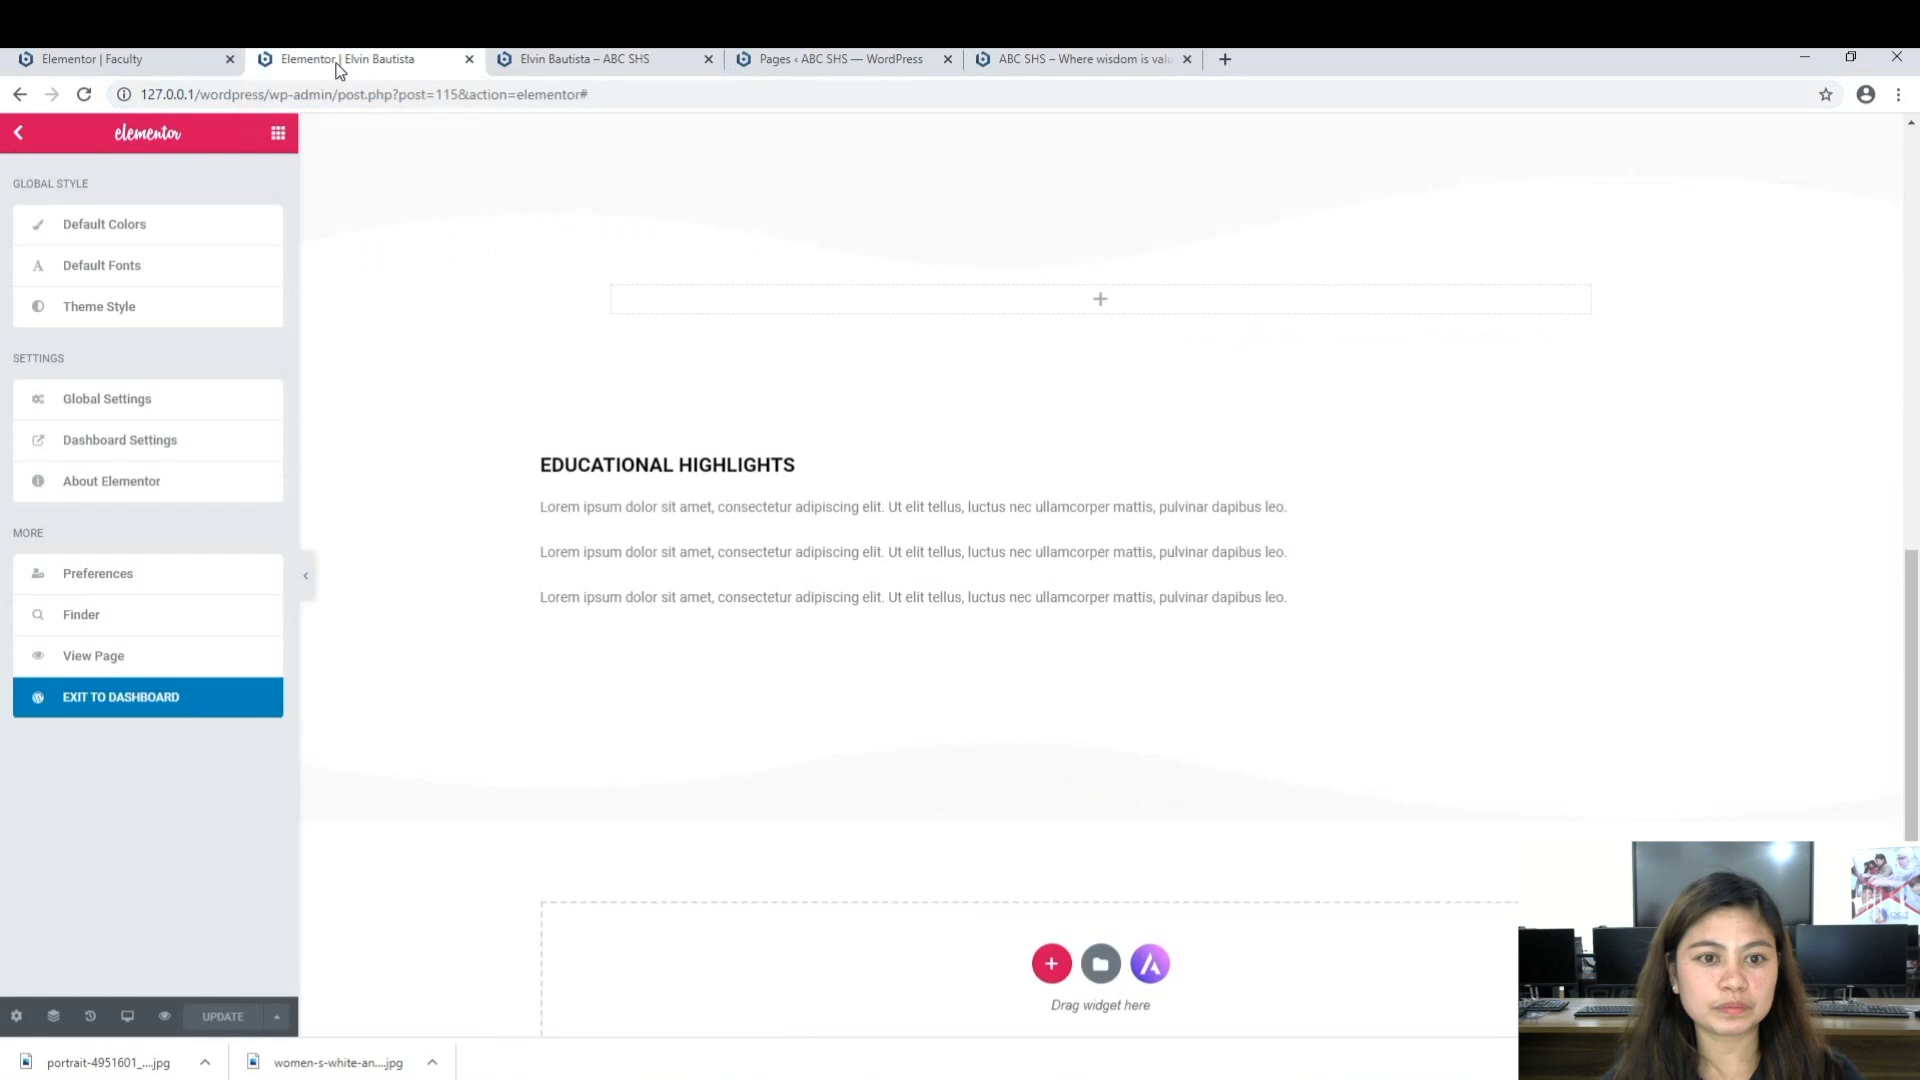 Elementor | Faculty
Elementor | Elvin Bautista
Elvin Bautista – ABC SHS
Pages ‹ ABC SHS — WordPress
ABC SHS – Where wisdom is valu
127.0.0.1/wordpress/wp-admin/post.php?post=115&action=elementor#
elementor
GLOBAL STYLE
Default Colors
Default Fonts
Theme Style
SETTINGS
Global Settings
Dashboard Settings
About Elementor
MORE
Preferences
Finder
View Page
EXIT TO DASHBOARD
EDUCATIONAL HIGHLIGHTS
Lorem ipsum dolor sit amet, consectetur adipiscing elit. Ut elit tellus, luctus nec ullamcorper mattis, pulvinar dapibus leo.
Lorem ipsum dolor sit amet, consectetur adipiscing elit. Ut elit tellus, luctus nec ullamcorper mattis, pulvinar dapibus leo.
Lorem ipsum dolor sit amet, consectetur adipiscing elit. Ut elit tellus, luctus nec ullamcorper mattis, pulvinar dapibus leo.
Drag widget here
UPDATE
portrait-4951601_....jpg
women-s-white-an....jpg